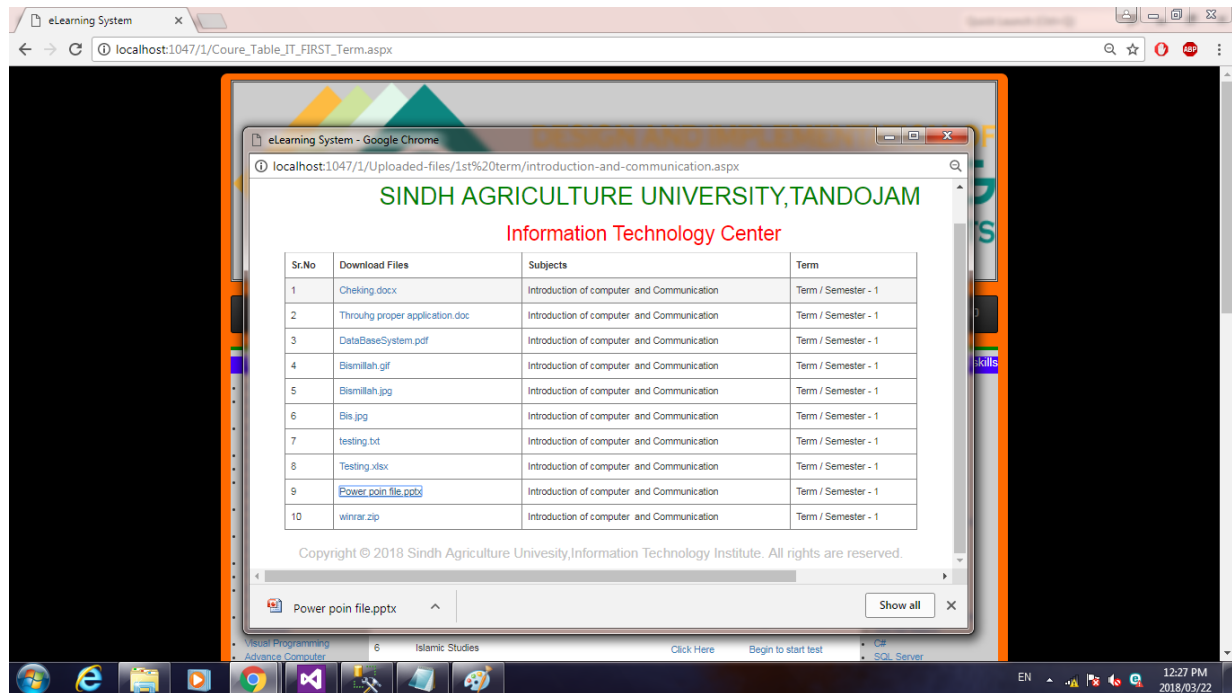 eLearning System
localhost:1047/1/Coure_Table_IT_FIRST_Term.aspx
ABP
eLearning System - Google Chrome
localhost:1047/1/Uploaded-files/1st%20term/introduction-and-communication.aspx
SINDH AGRICULTURE UNIVERSITY,TANDOJAM
Information Technology Center
Sr.No Download Files Subjects Term
1 Cheking.docx Introduction of computer and Communication Term / Semester - 1
2 Throuhg proper application.doc Introduction of computer and Communication Term / Semester - 1
3 DataBaseSystem.pdf Introduction of computer and Communication Term / Semester - 1
4 Bismillah.gif Introduction of computer and Communication Term / Semester - 1
5 Bismillah.jpg Introduction of computer and Communication Term / Semester - 1
6 Bis.jpg Introduction of computer and Communication Term / Semester - 1
7 testing.txt Introduction of computer and Communication Term / Semester - 1
8 Testing.xlsx Introduction of computer and Communication Term / Semester - 1
9 Power poin file.pptx Introduction of computer and Communication Term / Semester - 1
10 winrar.zip Introduction of computer and Communication Term / Semester - 1
Copyright © 2018 Sindh Agriculture Univesity,Information Technology Institute. All rights are reserved.
Power poin file.pptx Show all
skills
Visual Programming 6 Islamic Studies Click Here Begin to start test C#
Advance Computer SQL Server
EN 12:27 PM
2018/03/22